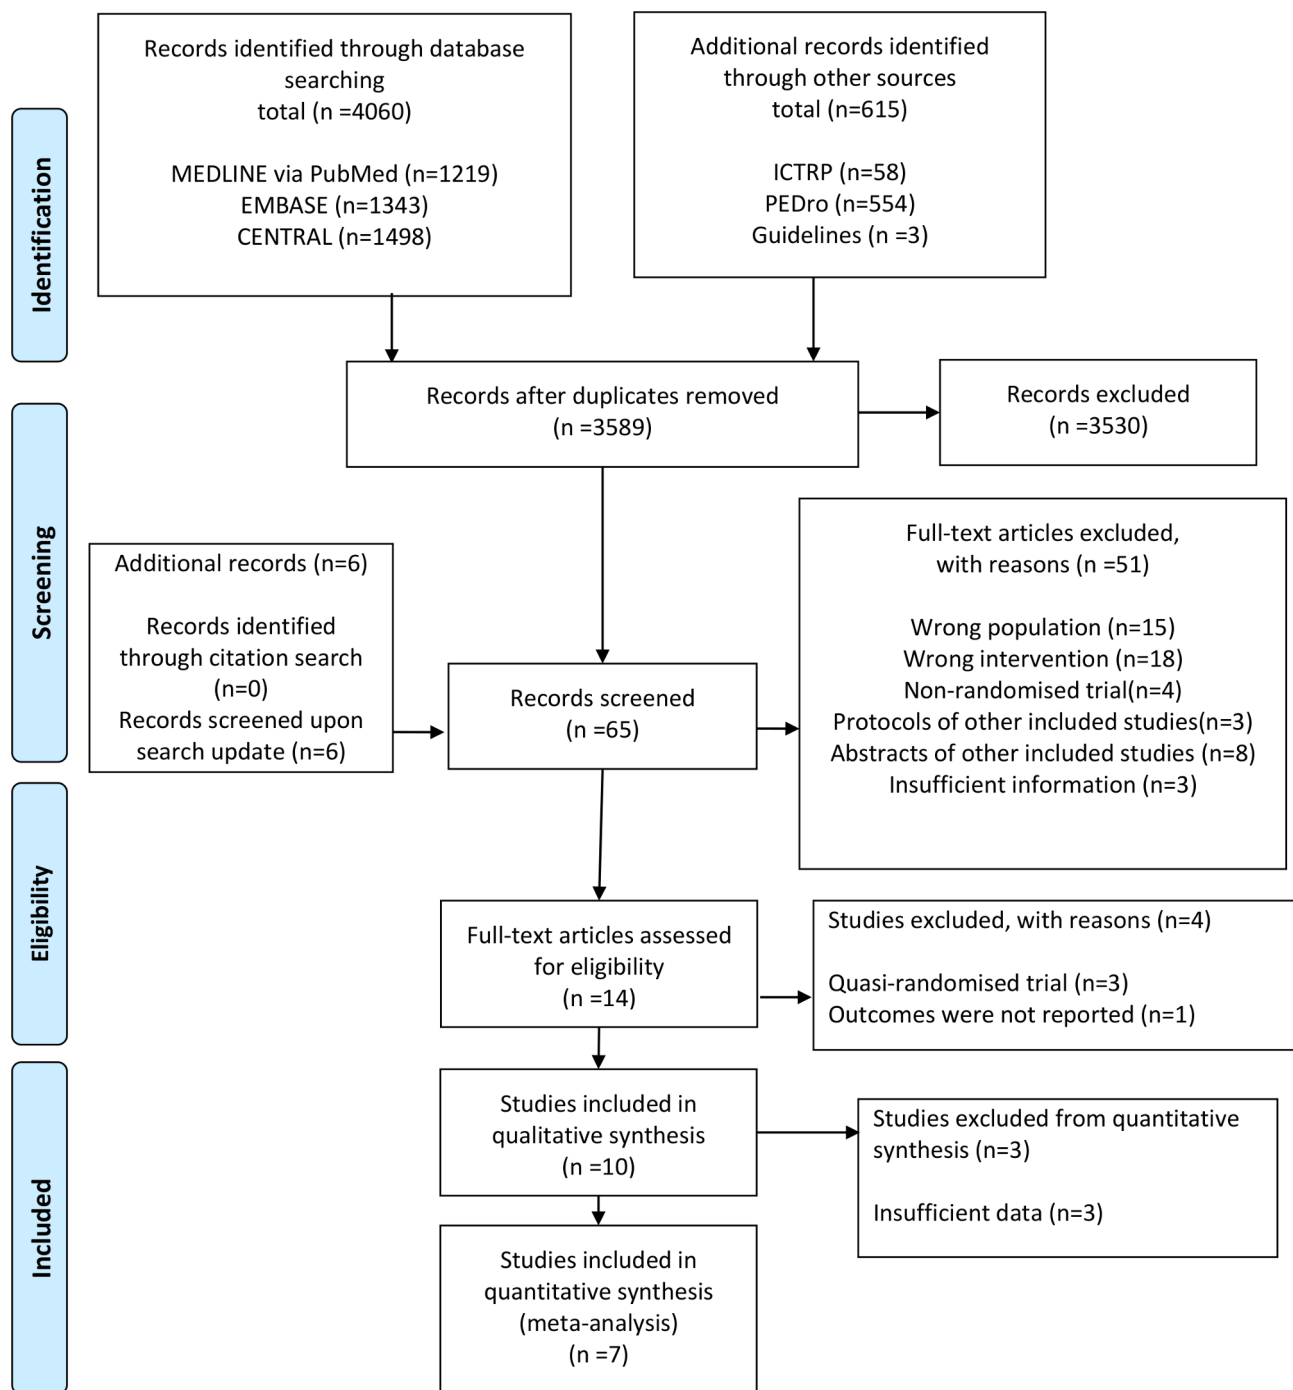 Records identified through database
searching
total (n =4060)
MEDLINE via PubMed (n=1219)
EMBASE (n=1343)
CENTRAL (n=1498)
Additional records identified
through other sources
total (n=615)
ICTRP (n=58)
PEDro (n=554)
Guidelines (n =3)
Identification
Records after duplicates removed
(n =3589)
Records excluded
(n =3530)
Screening
Additional records (n=6)
Records identified
through citation search
(n=0)
Records screened upon
search update (n=6)
Records screened
(n =65)
Full-text articles excluded,
with reasons (n =51)
Wrong population (n=15)
Wrong intervention (n=18)
Non-randomised trial(n=4)
Protocols of other included studies(n=3)
Abstracts of other included studies (n=8)
Insufficient information (n=3)
Eligibility
Full-text articles assessed
for eligibility
(n =14)
Studies excluded, with reasons (n=4)
Quasi-randomised trial (n=3)
Outcomes were not reported (n=1)
Included
Studies included in
qualitative synthesis
(n =10)
Studies excluded from quantitative
synthesis (n=3)
Insufficient data (n=3)
Studies included in
quantitative synthesis
(meta-analysis)
(n =7)